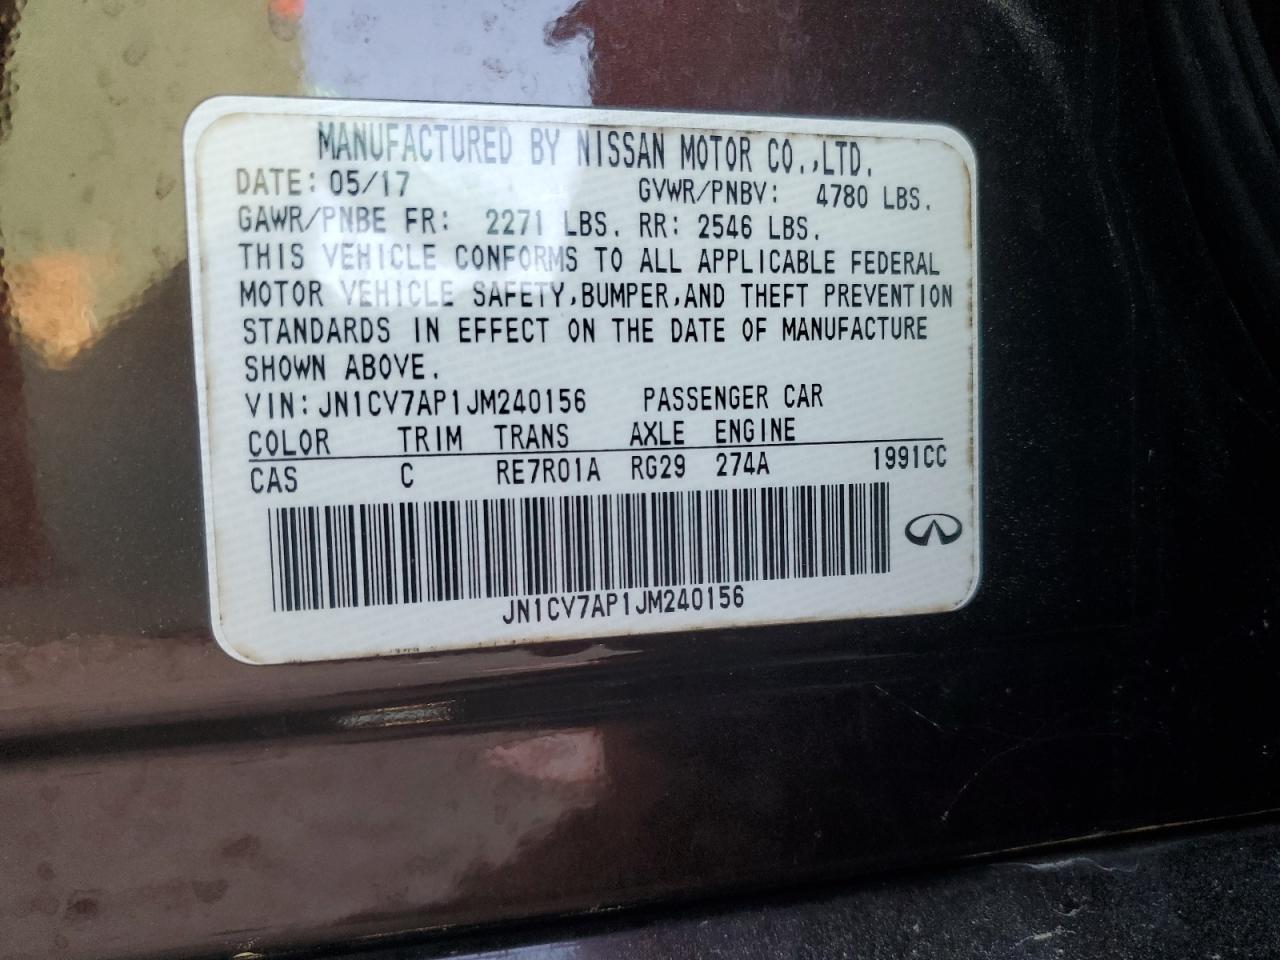 MANUFACTURED BY NISSAN MOTOR CO.,LTD.
DATE: 05/17 GVWR/PNBV: 4780 LBS.
GAWR/PNBE FR: 2271 LBS. RR: 2546 LBS.
THIS VEHICLE CONFORMS TO ALL APPLICABLE FEDERAL
MOTOR VEHICLE SAFETY,BUMPER,AND THEFT PREVENTION
STANDARDS IN EFFECT ON THE DATE OF MANUFACTURE
SHOWN ABOVE.
VIN:JN1CV7AP1JM240156 PASSENGER CAR
COLOR TRIM TRANS AXLE ENGINE
CAS C RE7R01A RG29 274A 1991CC
JN1CV7AP1JM240156